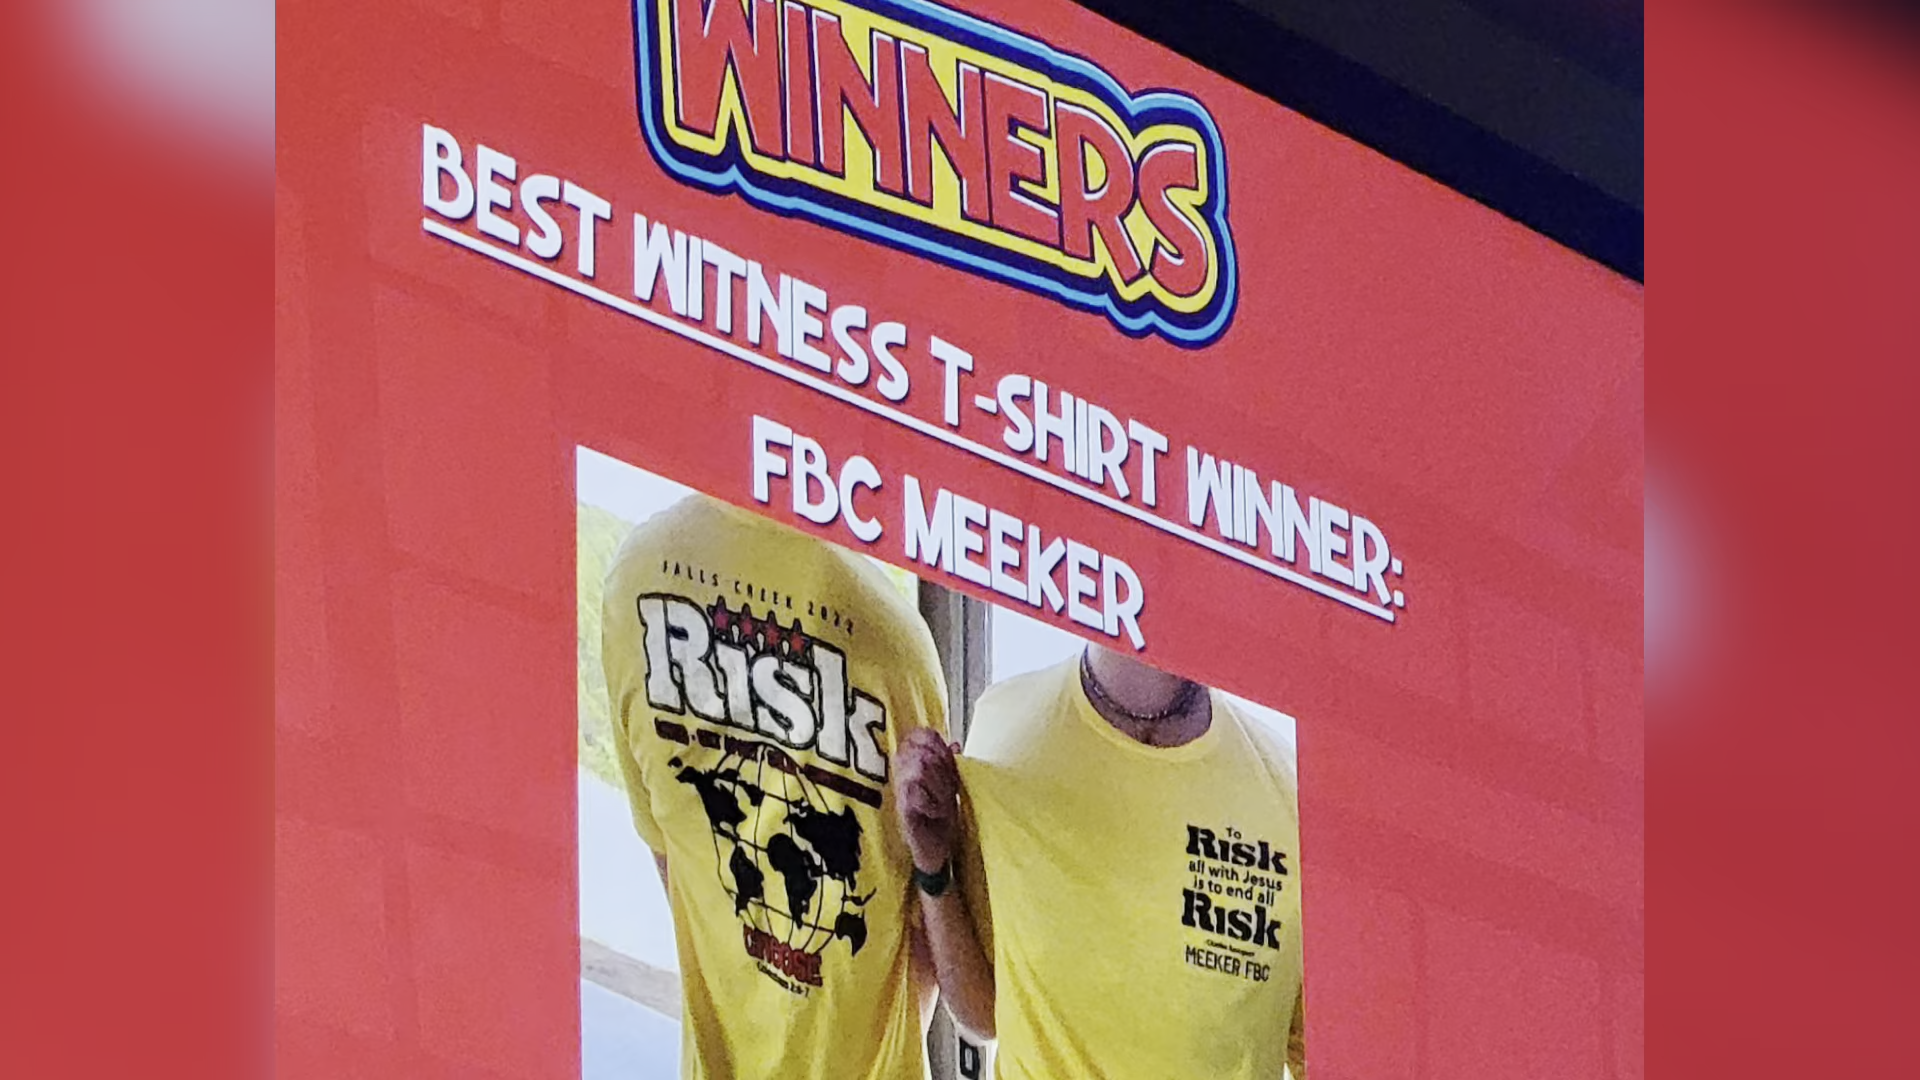 WINNERS
BEST WITNESS T-SHIRT WINNER:
FBC MEEKER
FALLS CREEK 2022
Risk
CHOOSE
To
Risk
all with Jesus
is to end all
Risk
MEEKER FBC
D